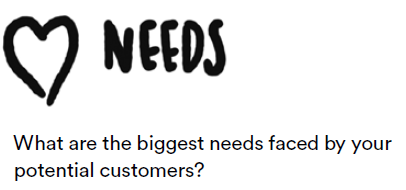 NEEDS
What are the biggest needs faced by your
potential customers?